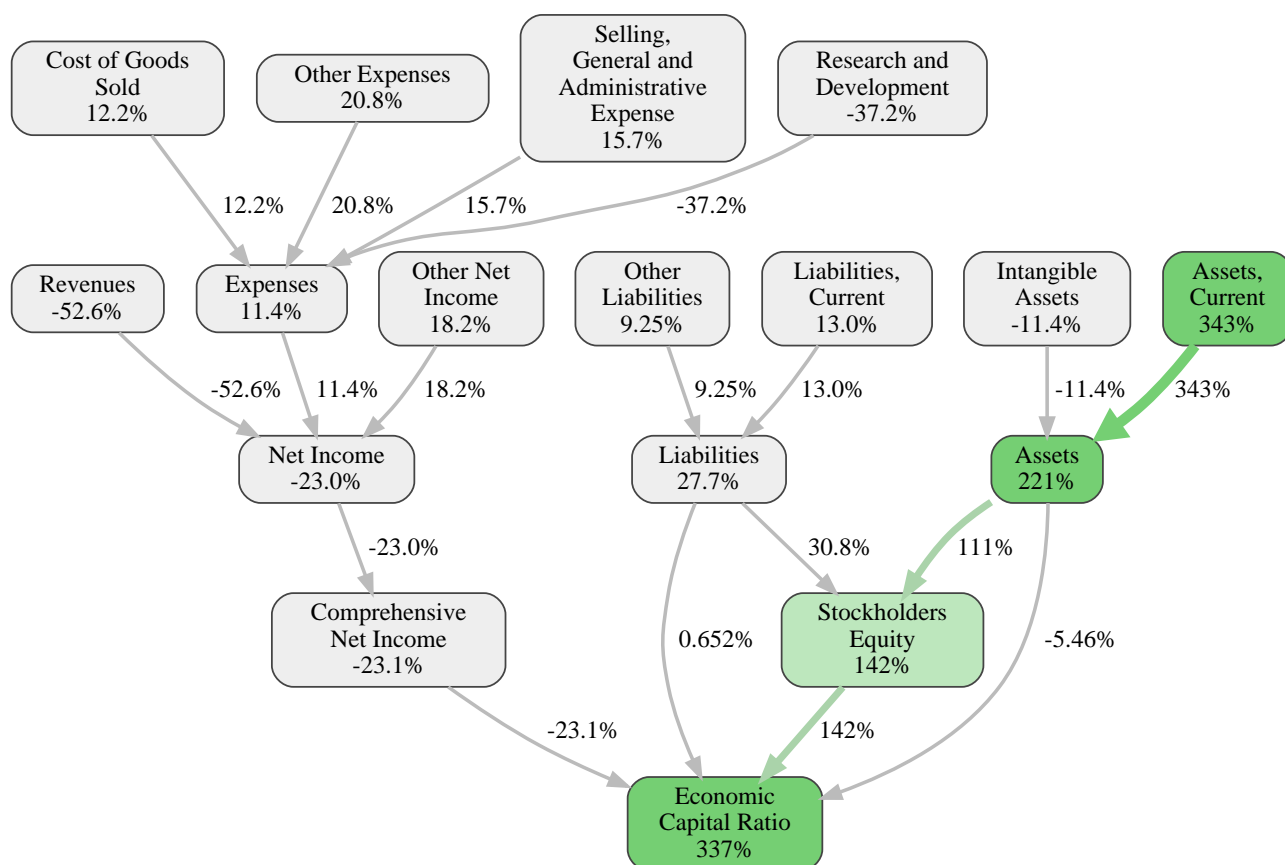 Cost of Goods
Sold
12.2%
Other Expenses
20.8%
Selling,
General and
Administrative
Expense
15.7%
Research and
Development
-37.2%
12.2%
20.8%
15.7%
-37.2%
Revenues
-52.6%
Expenses
11.4%
Other Net
Income
18.2%
Other
Liabilities
9.25%
Liabilities,
Current
13.0%
Intangible
Assets
-11.4%
Assets,
Current
343%
-52.6%
11.4%
18.2%
9.25%
13.0%
-11.4%
343%
Net Income
-23.0%
Liabilities
27.7%
Assets
221%
-23.0%
30.8%
111%
Comprehensive
Net Income
-23.1%
0.652%
Stockholders
Equity
142%
-5.46%
-23.1%
142%
Economic
Capital Ratio
337%